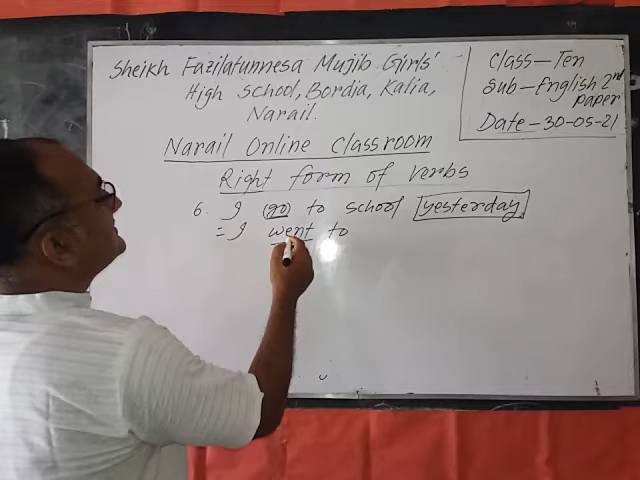 Sheikh Fazilatunnesa Mujib Girls'
High School, Bordia, Kalia,
Narail.
Class-Ten
Sub-English 2nd
paper
Date-30-05-21
Narail Online Classroom
Right form of verbs
6. I (go) to school yesterday.
= I went to